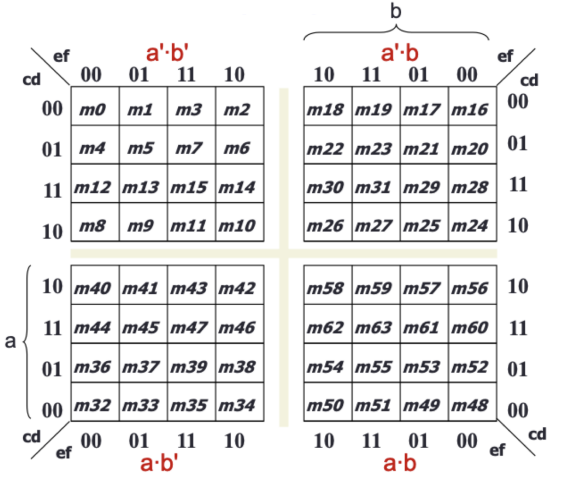 b
ef a'·b' a'·b ef
cd 00 01 11 10 10 11 01 00 cd
00 m0 m1 m3 m2 m18 m19 m17 m16 00
01 m4 m5 m7 m6 m22 m23 m21 m20 01
11 m12 m13 m15 m14 m30 m31 m29 m28 11
10 m8 m9 m11 m10 m26 m27 m25 m24 10
10 m40 m41 m43 m42 m58 m59 m57 m56 10
11 m44 m45 m47 m46 m62 m63 m61 m60 11
a
01 m36 m37 m39 m38 m54 m55 m53 m52 01
00 m32 m33 m35 m34 m50 m51 m49 m48 00
cd 00 01 11 10 10 11 01 00 cd
ef a·b' a·b ef